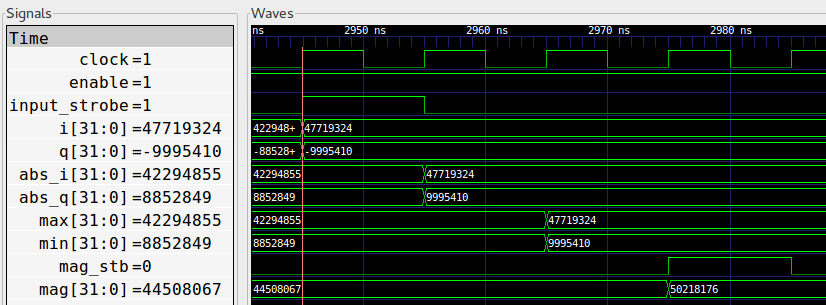 Signals
Waves
Time
ns 2950 ns 2960 ns 2970 ns 2980 ns
clock=1
enable=1
input_strobe=1
i[31:0]=47719324 422948+ 47719324
q[31:0]=-9995410 -88528+ -9995410
abs_i[31:0]=42294855 42294855 47719324
abs_q[31:0]=8852849 8852849 9995410
max[31:0]=42294855 42294855 47719324
min[31:0]=8852849 8852849 9995410
mag_stb=0
mag[31:0]=44508067 44508067 50218176